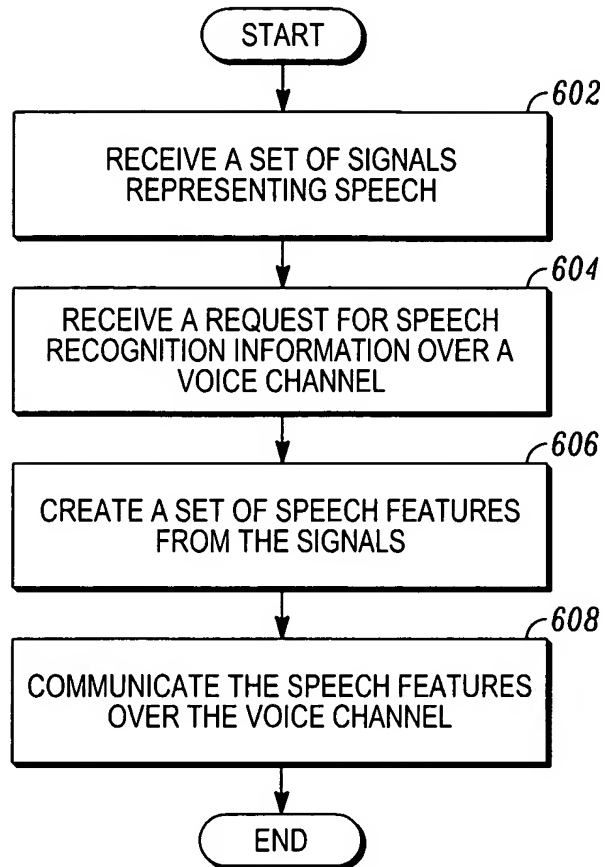 START
602
RECEIVE A SET OF SIGNALS
REPRESENTING SPEECH
604
RECEIVE A REQUEST FOR SPEECH
RECOGNITION INFORMATION OVER A
VOICE CHANNEL
606
CREATE A SET OF SPEECH FEATURES
FROM THE SIGNALS
608
COMMUNICATE THE SPEECH FEATURES
OVER THE VOICE CHANNEL
END